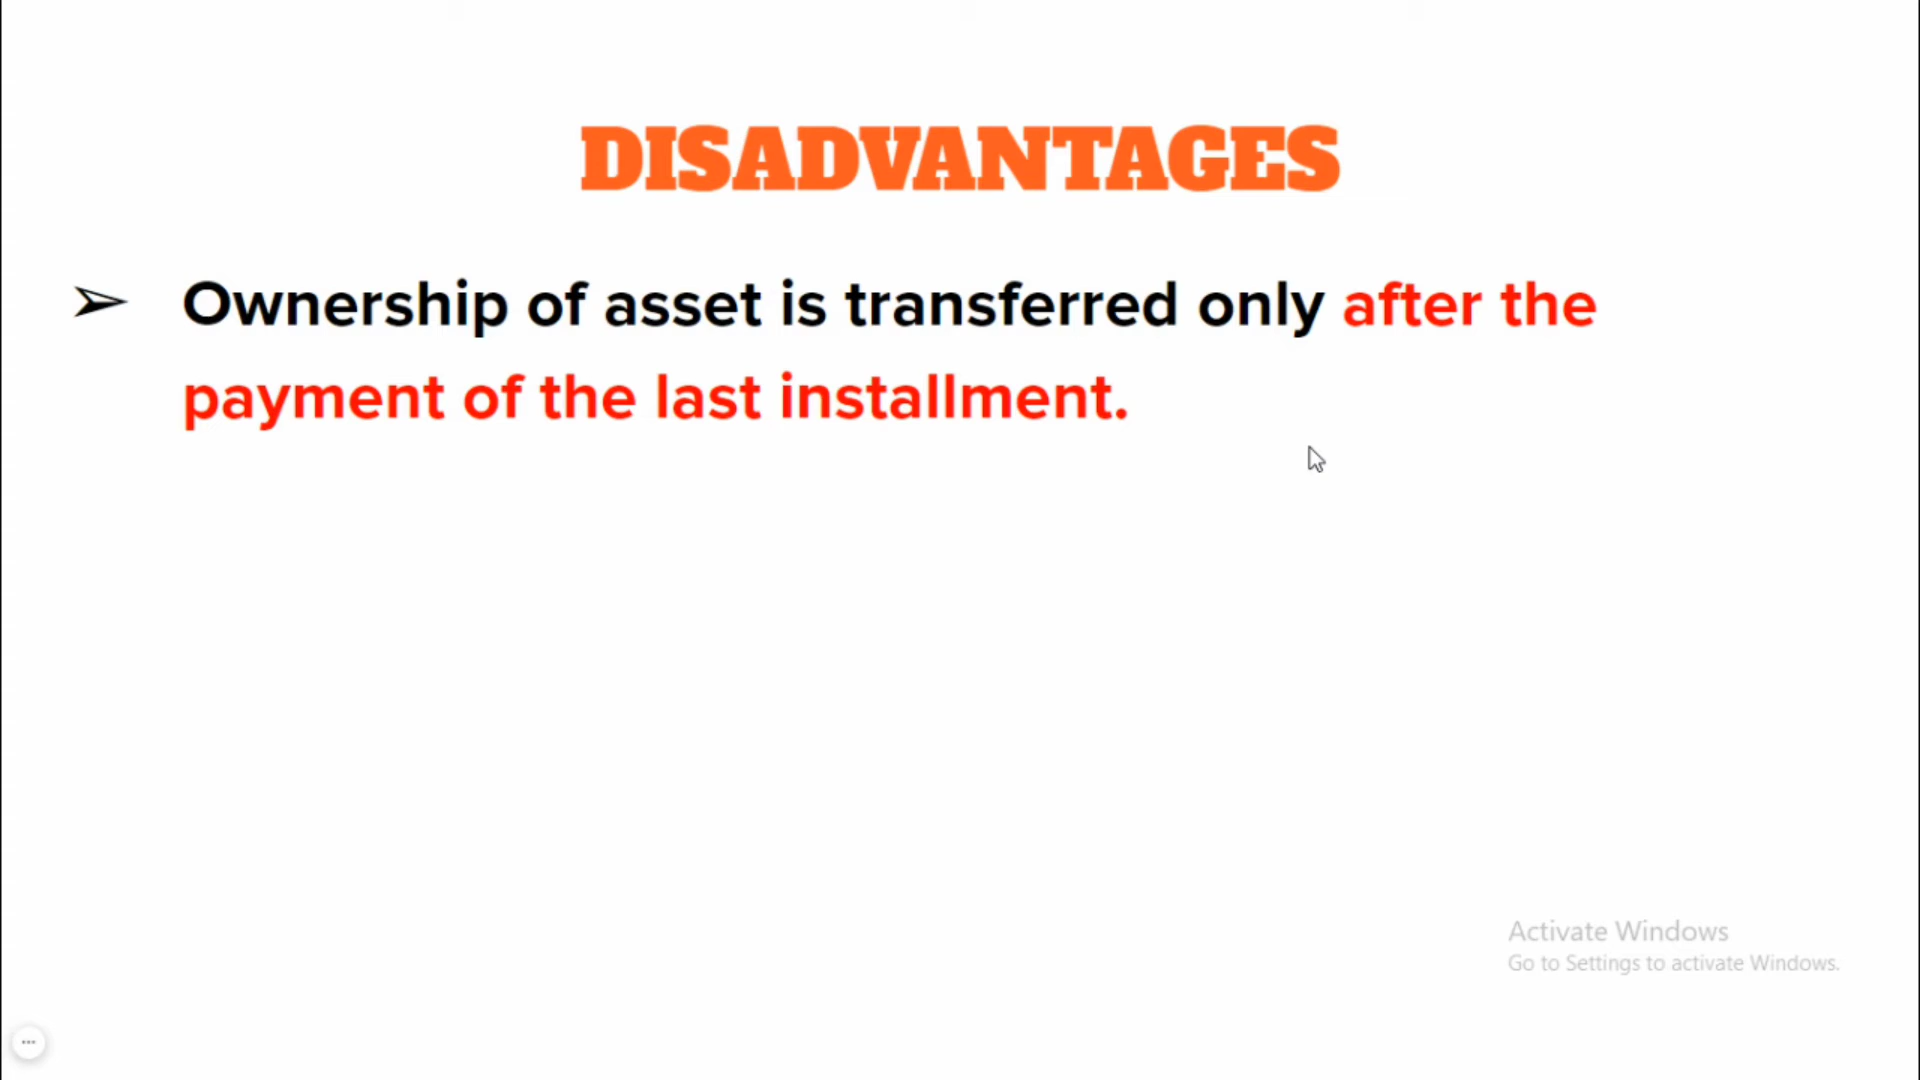 DISADVANTAGES
➢ Ownership of asset is transferred only after the
payment of the last installment.
Activate Windows
Go to Settings to activate Windows.